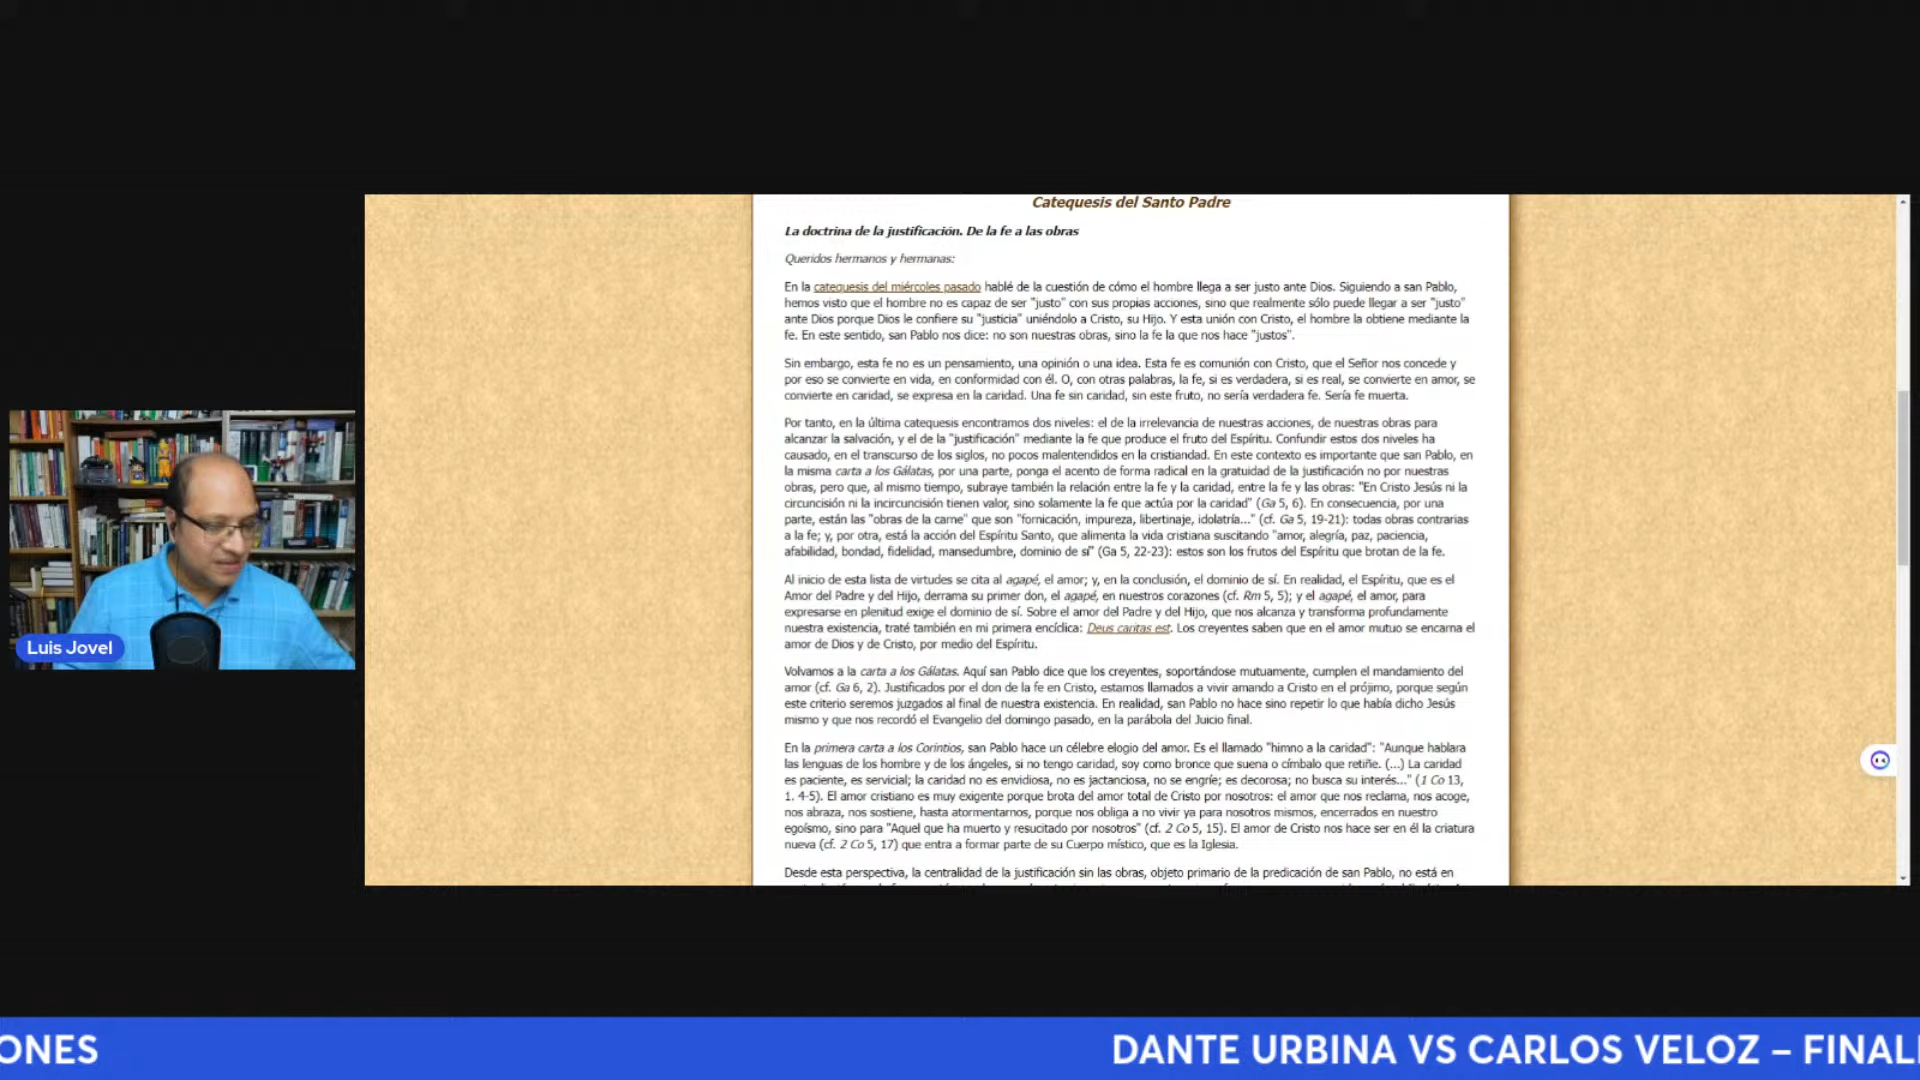 Catequesis del Santo Padre
La doctrina de la justificación. De la fe a las obras
Queridos hermanos y hermanas:
En la catequesis del miércoles pasado hablé de la cuestión de cómo el hombre llega a ser justo ante Dios. Siguiendo a san Pablo,
hemos visto que el hombre no es capaz de ser "justo" con sus propias acciones, sino que realmente sólo puede llegar a ser "justo"
ante Dios porque Dios le confiere su "justicia" uniéndolo a Cristo, su Hijo. Y esta unión con Cristo, el hombre la obtiene mediante la
fe. En este sentido, san Pablo nos dice: no son nuestras obras, sino la fe la que nos hace "justos".
Sin embargo, esta fe no es un pensamiento, una opinión o una idea. Esta fe es comunión con Cristo, que el Señor nos concede y
por eso se convierte en vida, en conformidad con él. O, con otras palabras, la fe, si es verdadera, si es real, se convierte en amor, se
convierte en caridad, se expresa en la caridad. Una fe sin caridad, sin este fruto, no sería verdadera fe. Sería fe muerta.
Por tanto, en la última catequesis encontramos dos niveles: el de la irrelevancia de nuestras acciones, de nuestras obras para
alcanzar la salvación, y el de la "justificación" mediante la fe que produce el fruto del Espíritu. Confundir estos dos niveles ha
causado, en el transcurso de los siglos, no pocos malentendidos en la cristiandad. En este contexto es importante que san Pablo, en
la misma carta a los Gálatas, por una parte, ponga el acento de forma radical en la gratuidad de la justificación no por nuestras
obras, pero que, al mismo tiempo, subraye también la relación entre la fe y la caridad, entre la fe y las obras: "En Cristo Jesús ni la
circuncisión ni la incircuncisión tienen valor, sino solamente la fe que actúa por la caridad" (Ga 5, 6). En consecuencia, por una
parte, están las "obras de la carne" que son "fornicación, impureza, libertinaje, idolatría..." (cf. Ga 5, 19-21): todas obras contrarias
a la fe; y, por otra, está la acción del Espíritu Santo, que alimenta la vida cristiana suscitando "amor, alegría, paz, paciencia,
afabilidad, bondad, fidelidad, mansedumbre, dominio de sí" (Ga 5, 22-23): estos son los frutos del Espíritu que brotan de la fe.
Al inicio de esta lista de virtudes se cita al agapé, el amor; y, en la conclusión, el dominio de sí. En realidad, el Espíritu, que es el
Amor del Padre y del Hijo, derrama su primer don, el agapé, en nuestros corazones (cf. Rm 5, 5); y el agapé, el amor, para
expresarse en plenitud exige el dominio de sí. Sobre el amor del Padre y del Hijo, que nos alcanza y transforma profundamente
nuestra existencia, traté también en mi primera encíclica: Deus caritas est. Los creyentes saben que en el amor mutuo se encarna el
amor de Dios y de Cristo, por medio del Espíritu.
Volvamos a la carta a los Gálatas. Aquí san Pablo dice que los creyentes, soportándose mutuamente, cumplen el mandamiento del
amor (cf. Ga 6, 2). Justificados por el don de la fe en Cristo, estamos llamados a vivir amando a Cristo en el prójimo, porque según
este criterio seremos juzgados al final de nuestra existencia. En realidad, san Pablo no hace sino repetir lo que había dicho Jesús
mismo y que nos recordó el Evangelio del domingo pasado, en la parábola del Juicio final.
En la primera carta a los Corintios, san Pablo hace un célebre elogio del amor. Es el llamado "himno a la caridad": "Aunque hablara
las lenguas de los hombre y de los ángeles, si no tengo caridad, soy como bronce que suena o címbalo que retiñe. (...) La caridad
es paciente, es servicial; la caridad no es envidiosa, no es jactanciosa, no se engríe; es decorosa; no busca su interés..." (1 Co 13,
1. 4-5). El amor cristiano es muy exigente porque brota del amor total de Cristo por nosotros: el amor que nos reclama, nos acoge,
nos abraza, nos sostiene, hasta atormentarnos, porque nos obliga a no vivir ya para nosotros mismos, encerrados en nuestro
egoísmo, sino para "Aquel que ha muerto y resucitado por nosotros" (cf. 2 Co 5, 15). El amor de Cristo nos hace ser en él la criatura
nueva (cf. 2 Co 5, 17) que entra a formar parte de su Cuerpo místico, que es la Iglesia.
Desde esta perspectiva, la centralidad de la justificación sin las obras, objeto primario de la predicación de san Pablo, no está en
Luis Jovel
ONES
DANTE URBINA VS CARLOS VELOZ – FINAL